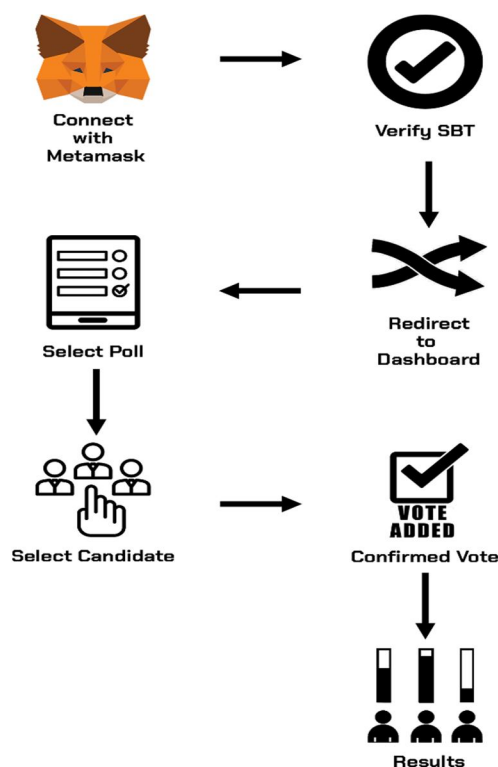 Connect
with
Metamask
Verify SBT
Redirect
to
Dashboard
Select Poll
Select Candidate
VOTE
ADDED
Confirmed Vote
Results